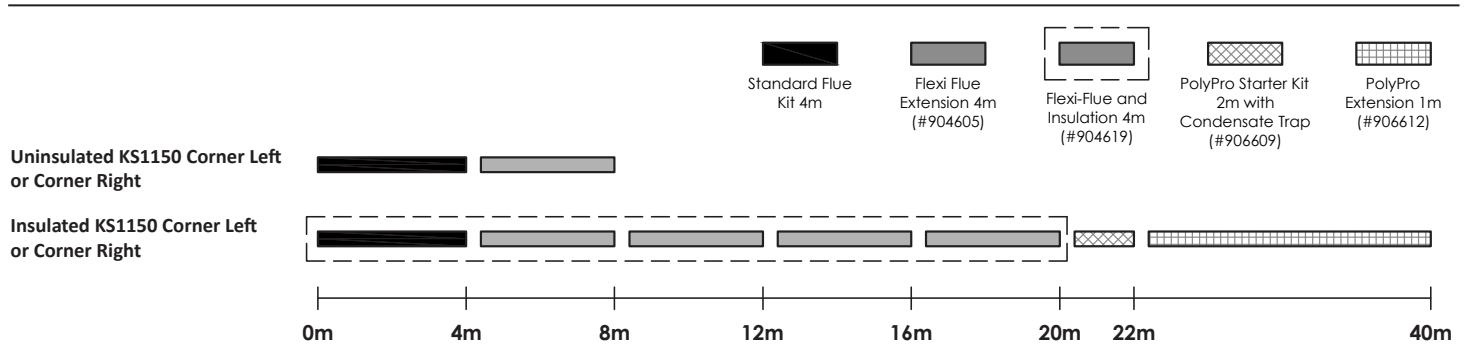 Standard Flue
Kit 4m
Flexi Flue
Extension 4m
(#904605)
Flexi-Flue and
Insulation 4m
(#904619)
PolyPro Starter Kit
2m with
Condensate Trap
(#906609)
PolyPro
Extension 1m
(#906612)
Uninsulated KS1150 Corner Left
or Corner Right
Insulated KS1150 Corner Left
or Corner Right
0m 4m 8m 12m 16m 20m 22m 40m